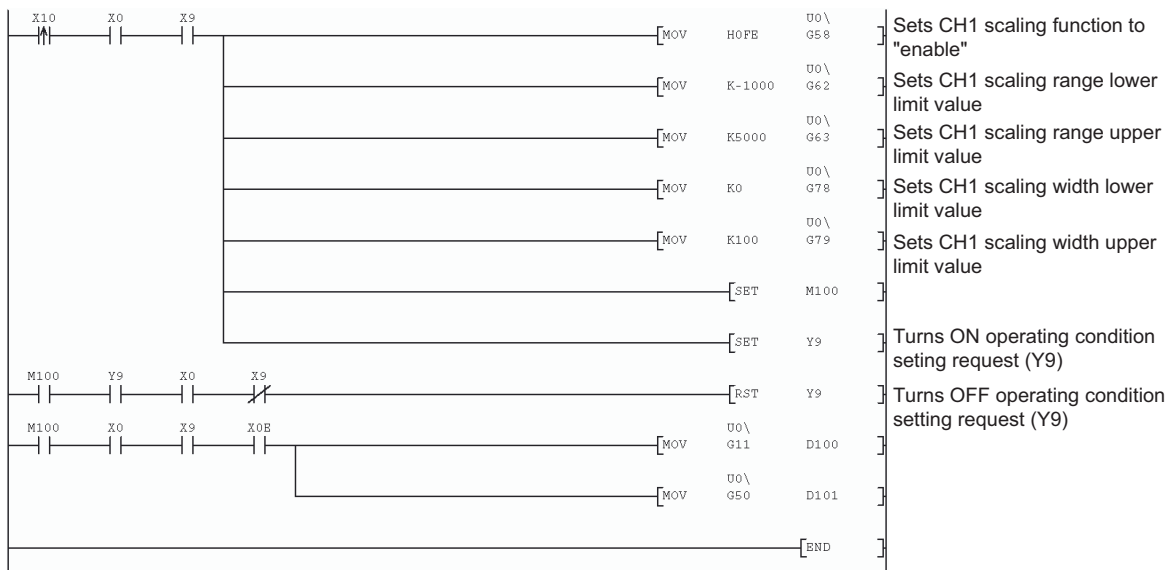 X10 X0 X9 U0\
[MOV H0FE G58 ] Sets CH1 scaling function to
"enable"
U0\
[MOV K-1000 G62 ] Sets CH1 scaling range lower
limit value
U0\
[MOV K5000 G63 ] Sets CH1 scaling range upper
limit value
U0\
[MOV K0 G78 ] Sets CH1 scaling width lower
limit value
U0\
[MOV K100 G79 ] Sets CH1 scaling width upper
limit value
[SET M100 ]
[SET Y9 ] Turns ON operating condition
seting request (Y9)
M100 Y9 X0 X9
[RST Y9 ] Turns OFF operating condition
setting request (Y9)
M100 X0 X9 X0E U0\
[MOV G11 D100 ]
U0\
[MOV G50 D101 ]
[END ]